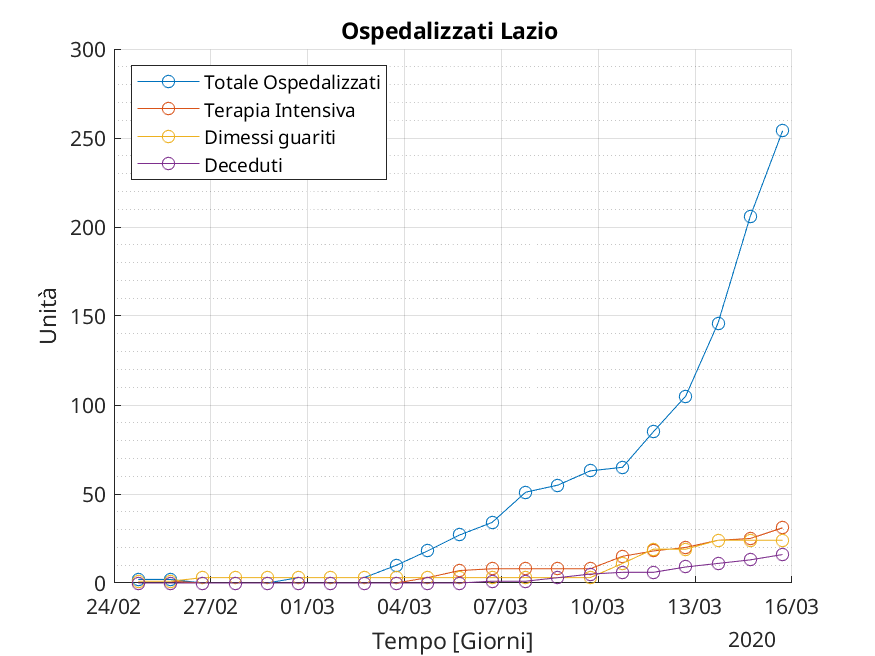 Ospedalizzati Lazio
300
250
200
150
100
50
0
Unità
Totale Ospedalizzati
Terapia Intensiva
Dimessi guariti
Deceduti
24/02 27/02 01/03 04/03 07/03 10/03 13/03 16/03
Tempo [Giorni]
2020